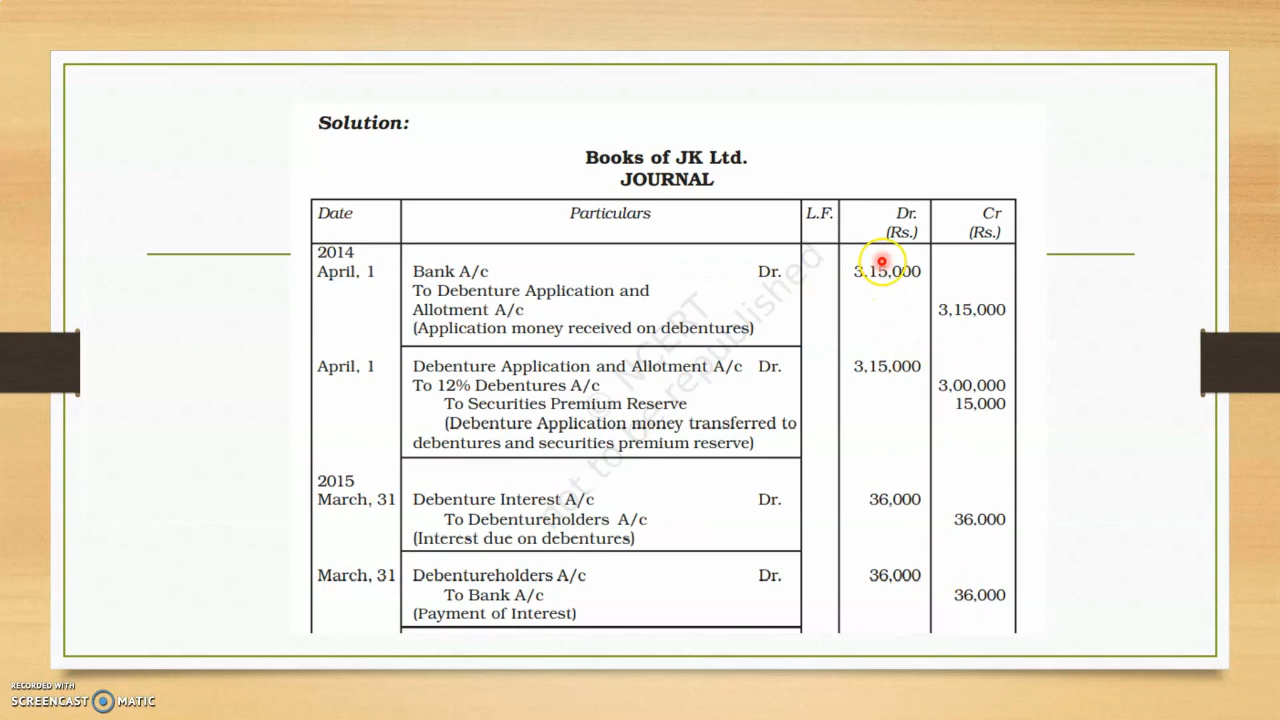 Solution:
Books of JK Ltd.
JOURNAL
Date Particulars L.F. Dr. Cr
(Rs.) (Rs.)
2014
April, 1 Bank A/c Dr. 3,15,000
To Debenture Application and
Allotment A/c 3,15,000
(Application money received on debentures)
April, 1 Debenture Application and Allotment A/c Dr. 3,15,000
To 12% Debentures A/c 3,00,000
To Securities Premium Reserve 15,000
(Debenture Application money transferred to
debentures and securities premium reserve)
2015
March, 31 Debenture Interest A/c Dr. 36,000
To Debentureholders A/c 36.000
(Interest due on debentures)
March, 31 Debentureholders A/c Dr. 36,000
To Bank A/c 36,000
(Payment of Interest)
© NCERT
not to be republished
RECORDED WITH
SCREENCAST MATIC